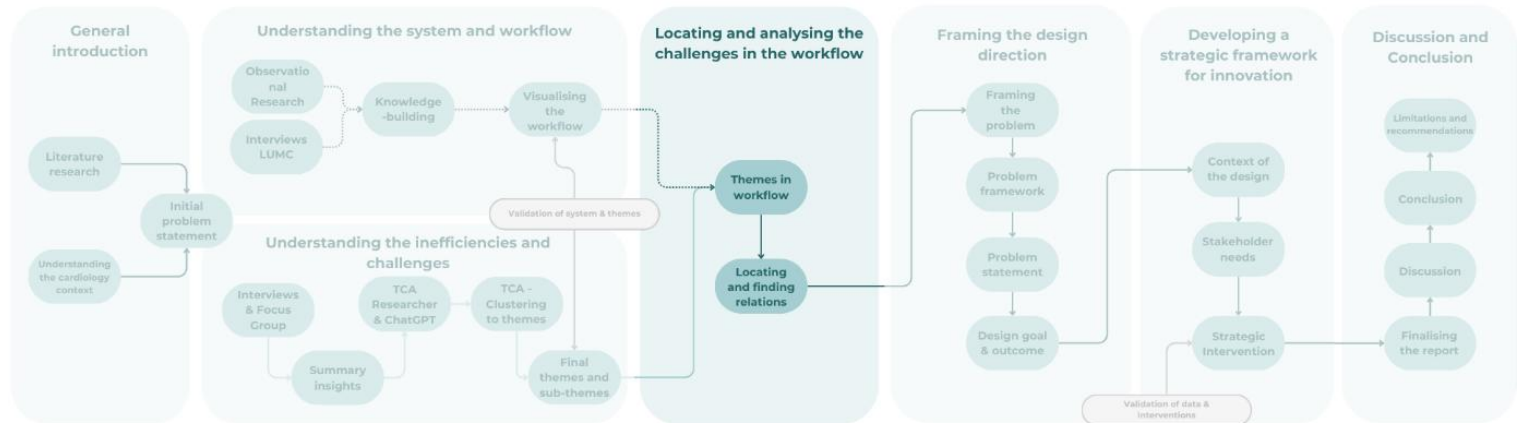 General
introduction
Literature
research
Initial
problem
statement
Understanding
the cardiology
context
Understanding the system and workflow
Observatio
nal
Research
Interviews
LUMC
Knowledge
-building
Visualising
the
workflow
Validation of system & themes
Understanding the inefficiencies and
challenges
Interviews
& Focus
Group
Summary
insights
TCA
Researcher
& ChatGPT
TCA -
Clustering
to themes
Final
themes and
sub-themes
Locating and analysing the
challenges in the workflow
Themes in
workflow
Locating
and finding
relations
Framing the design
direction
Framing
the
problem
Problem
framework
Problem
statement
Design goal
& outcome
Developing a
strategic framework
for innovation
Context of
the design
Stakeholder
needs
Strategic
Intervention
Validation of data &
interventions
Discussion and
Conclusion
Limitations and
recommendations
Conclusion
Discussion
Finalising
the report